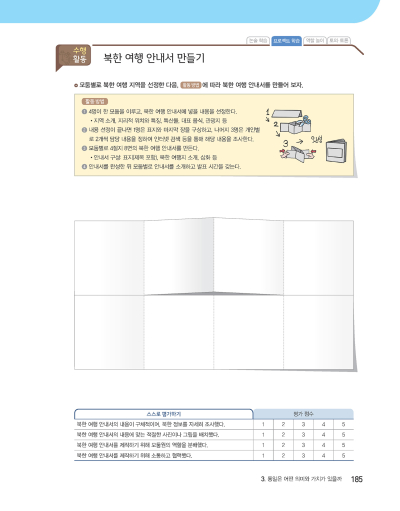 논술 학습 프로젝트 학습 역할 놀이 토의·토론
수행
활동
북한 여행 안내서 만들기
모둠별로 북한 여행 지역을 선정한 다음, 활동 방법 에 따라 북한 여행 안내서를 만들어 보자.
활동 방법
❶ 4명이 한 모둠을 이루고, 북한 여행 안내서에 넣을 내용을 선정한다.
• 지역 소개, 지리적 위치와 특징, 특산물, 대표 음식, 관광지 등
❷ 내용 선정이 끝나면 1명은 표지와 마지막 장을 구상하고, 나머지 3명은 개인별
로 2개씩 담당 내용을 정하여 인터넷 검색 등을 통해 해당 내용을 조사한다.
❸ 모둠별로 4절지 8면의 북한 여행 안내서를 만든다.
• 안내서 구성: 표지(제목 포함), 북한 여행지 소개, 삽화 등
❹ 안내서를 완성한 뒤 모둠별로 안내서를 소개하고 발표 시간을 갖는다.
1
2
3
스스로 평가하기 평가 점수
북한 여행 안내서의 내용이 구체적이며, 북한 정보를 자세히 조사했다. 1 2 3 4 5
북한 여행 안내서의 내용에 맞는 적절한 사진이나 그림을 배치했다. 1 2 3 4 5
북한 여행 안내서를 제작하기 위해 모둠원의 역할을 분배했다. 1 2 3 4 5
북한 여행 안내서를 제작하기 위해 소통하고 협력했다. 1 2 3 4 5
3. 통일은 어떤 의미와 가치가 있을까 185